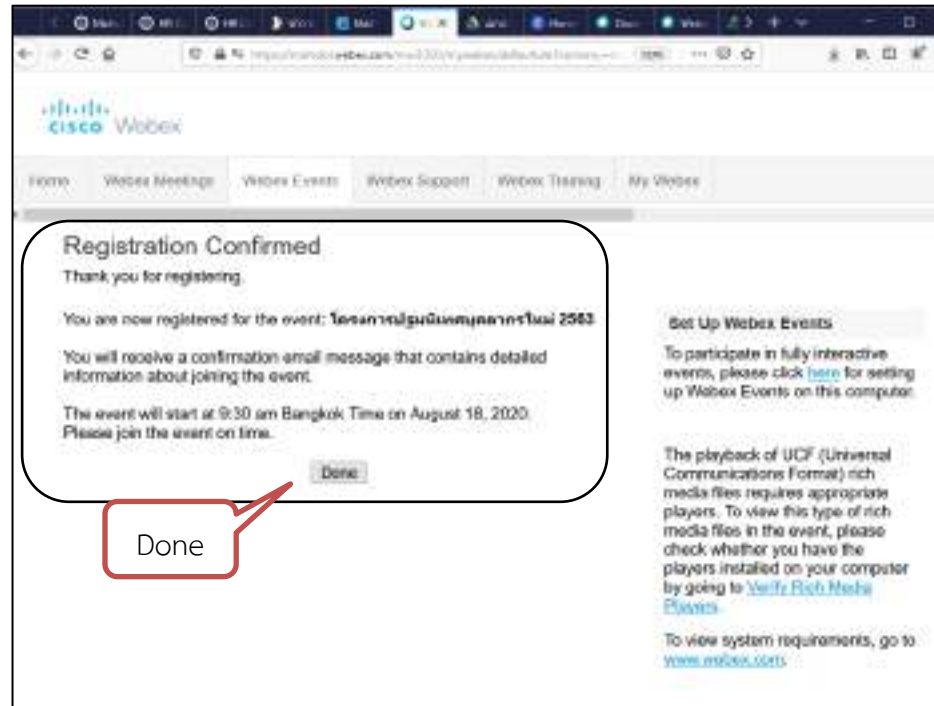 CISCO Webex
Home Webex Meetings Webex Events Webex Support Webex Training My Webex
Registration Confirmed
Thank you for registering.
You are now registered for the event: โครงการปฐมนิเทศบุคลากรใหม่ 2563
You will receive a confirmation email message that contains detailed
information about joining the event.
The event will start at 9:30 am Bangkok Time on August 18, 2020.
Please join the event on time.
Done
Done
Set Up Webex Events
To participate in fully interactive
events, please click here for setting
up Webex Events on this computer.
The playback of UCF (Universal
Communications Format) rich
media files requires appropriate
players. To view this type of rich
media files in the event, please
check whether you have the
players installed on your computer
by going to Verify Rich Media
Players.
To view system requirements, go to
www.webex.com.